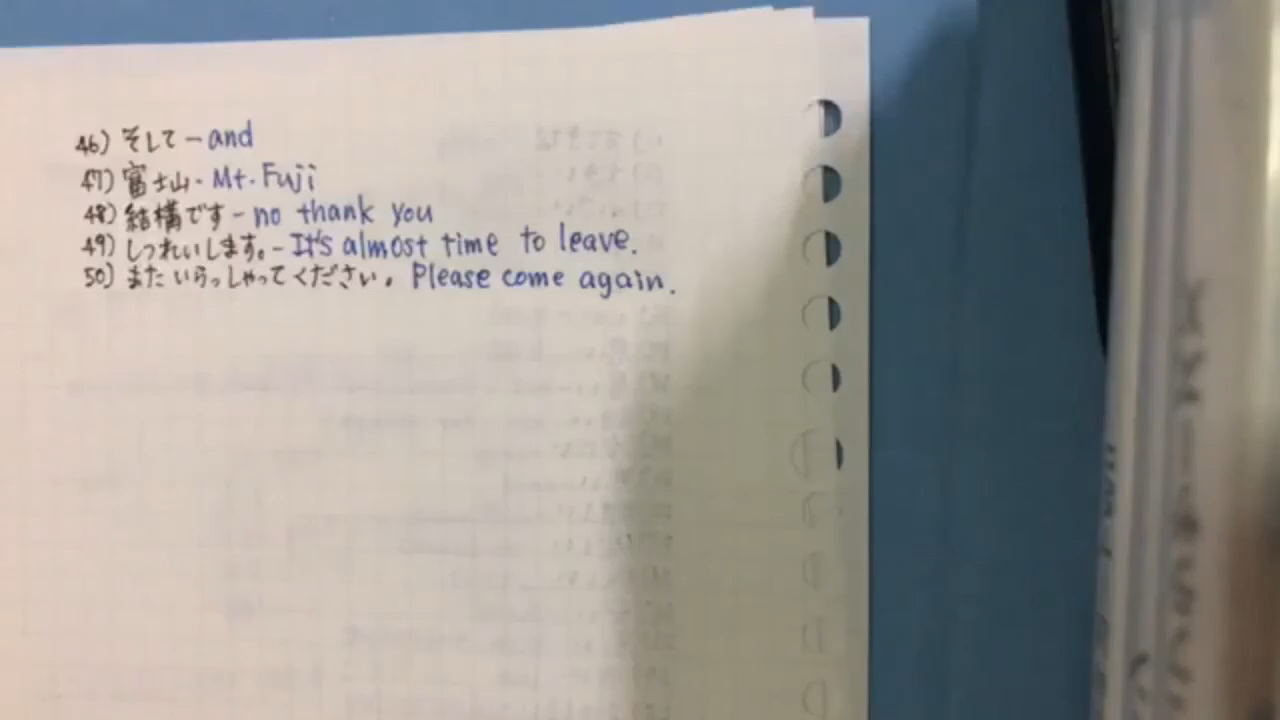 46) そして - and
47) 富士山 - Mt. Fuji
48) 結構です - no thank you
49) しつれいします。 - It's almost time to leave.
50) また いらっしゃってください。 Please come again.